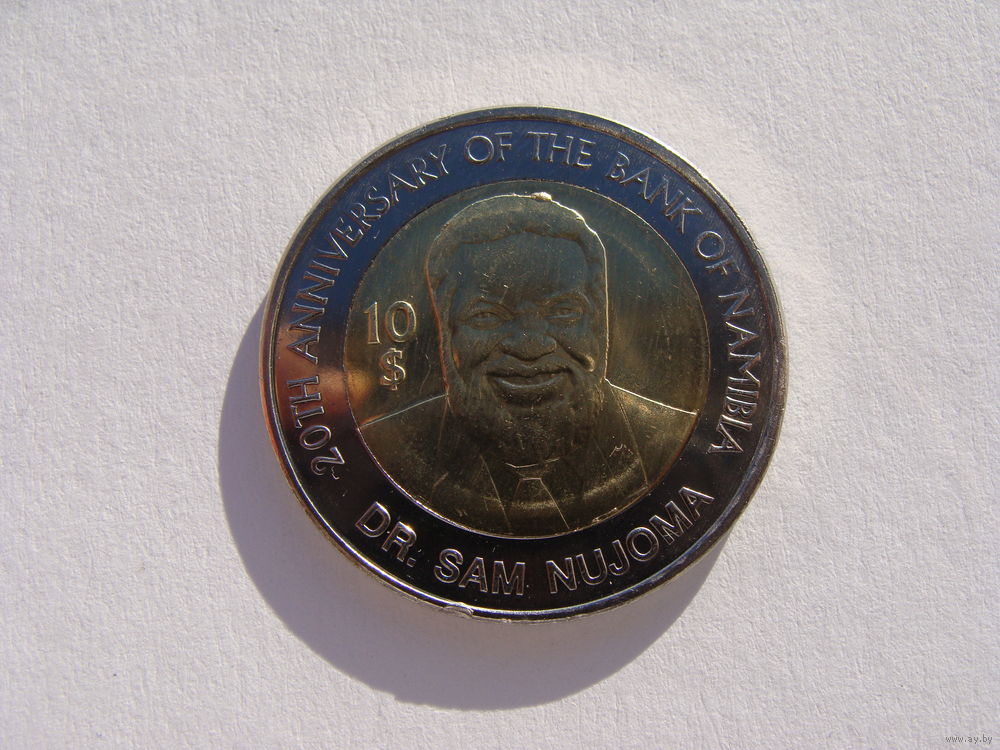 20TH ANNIVERSARY OF THE BANK OF NAMIBIA
10
$
DR. SAM NUJOMA
www.ay.by